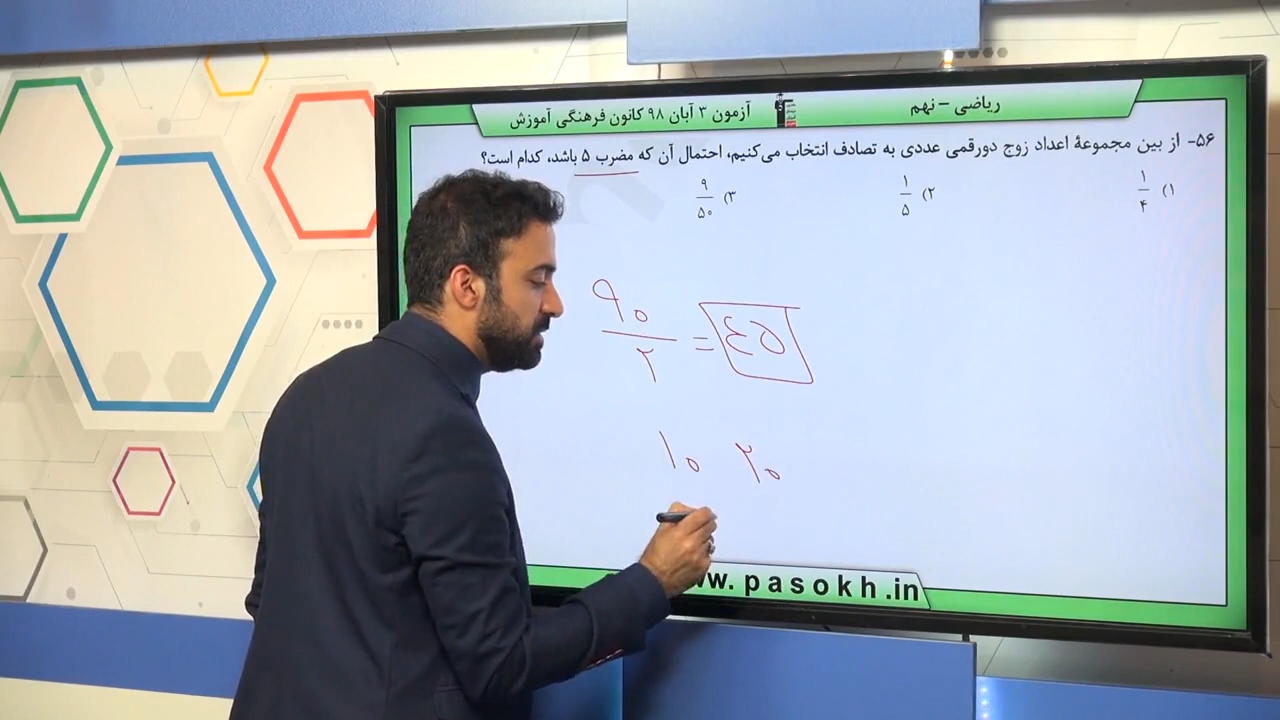 ریاضی – نهم
آزمون ۳ آبان ۹۸ کانون فرهنگی آموزش
۵۶- از بین مجموعهٔ اعداد زوج دورقمی عددی به تصادف انتخاب می‌کنیم، احتمال آن که مضرب ۵ باشد، کدام است؟
۱) ۱/۴
۲) ۱/۵
۳) ۹/۵۰
۹۰/۲ = ۴۵
۱۰ ۲۰
w. pasokh.in